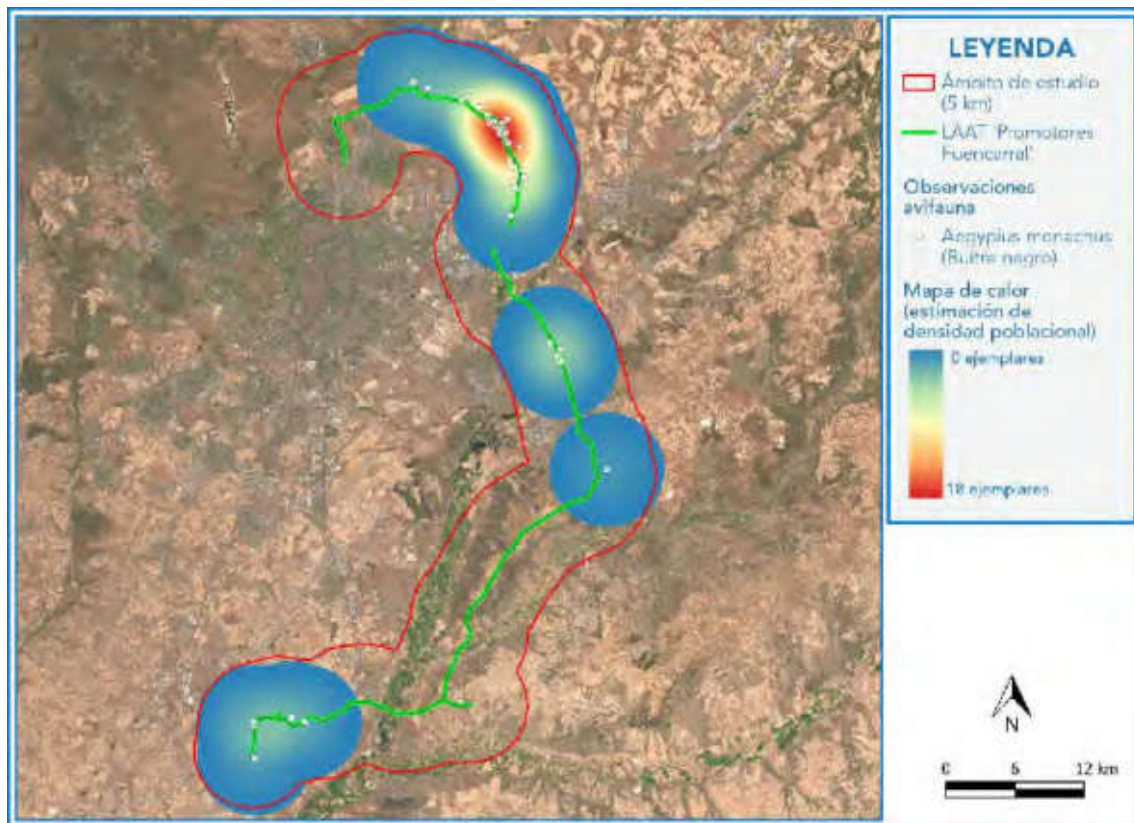 LEYENDA
Ámbito de estudio
(5 km)
LAAT 'Promotores
Fuencarral'
Observaciones
avifauna
Aegypius monachus
(Buitre negro)
Mapa de calor
(estimación de
densidad poblacional)
0 ejemplares
18 ejemplares
N
0 6 12 km